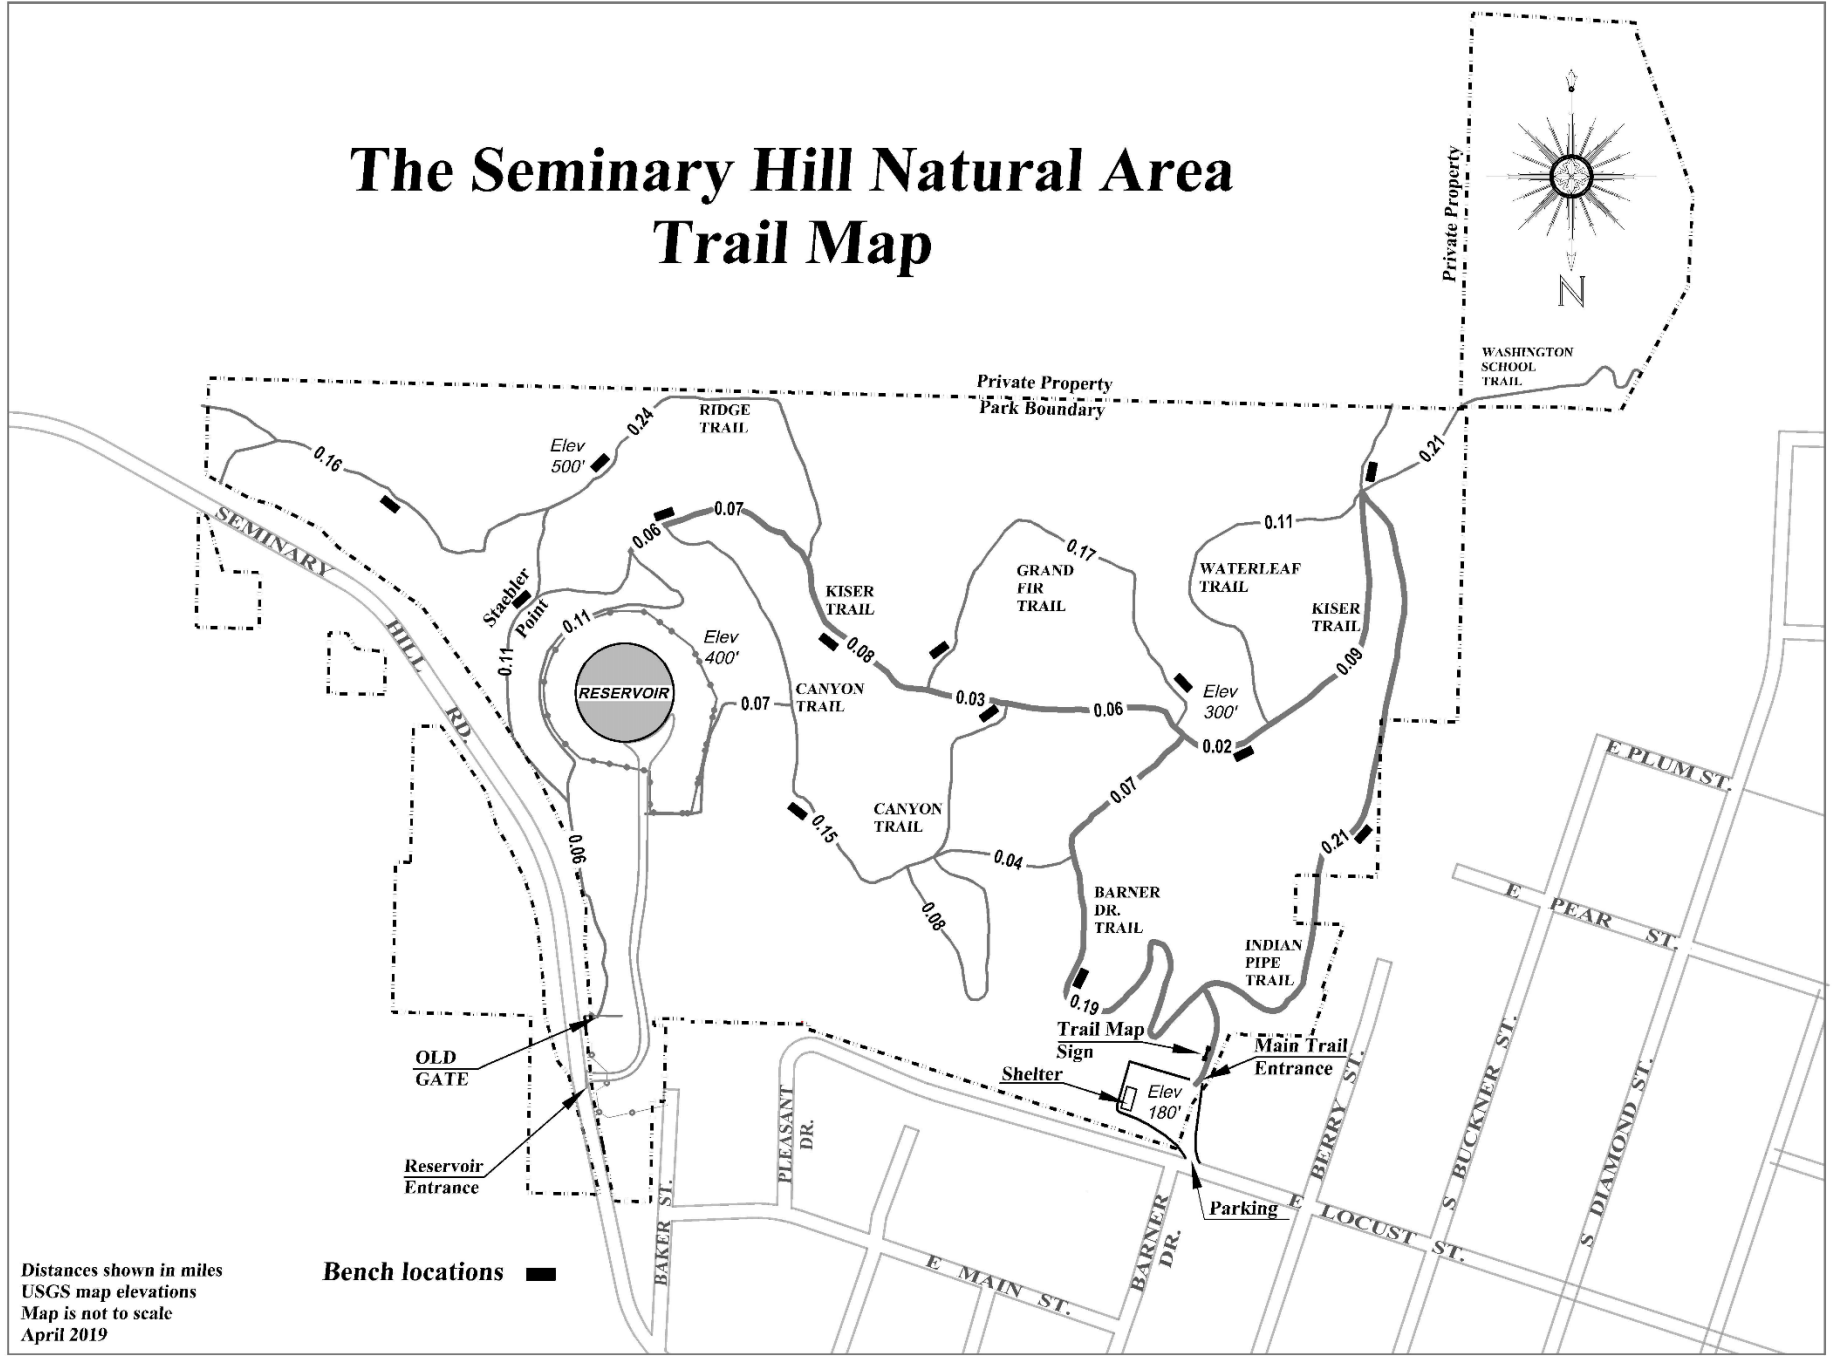 The Seminary Hill Natural Area
Trail Map
Private Property
N
WASHINGTON
SCHOOL
TRAIL
Private Property
Park Boundary
RIDGE
TRAIL
0.24
Elev
500'
0.16
0.21
0.07
0.06
0.11
0.17
SEMINARY
HILL
RD.
Staebler
Point
0.11
0.11
Elev
400'
RESERVOIR
KISER
TRAIL
GRAND
FIR
TRAIL
WATERLEAF
TRAIL
KISER
TRAIL
0.08
0.09
0.07
CANYON
TRAIL
0.03
0.06
Elev
300'
0.02
0.07
E PLUM ST.
CANYON
TRAIL
0.15
0.06
0.04
0.21
0.08
BARNER
DR.
TRAIL
E PEAR ST.
INDIAN
PIPE
TRAIL
0.19
Trail Map
Sign
Main Trail
Entrance
Shelter
Elev
180'
OLD
GATE
Reservoir
Entrance
PLEASANT
DR.
BERRY ST.
S BUCKNER ST.
S DIAMOND ST.
Parking
E LOCUST ST.
BAKER ST.
BARNER
DR.
E MAIN ST.
Bench locations
Distances shown in miles
USGS map elevations
Map is not to scale
April 2019